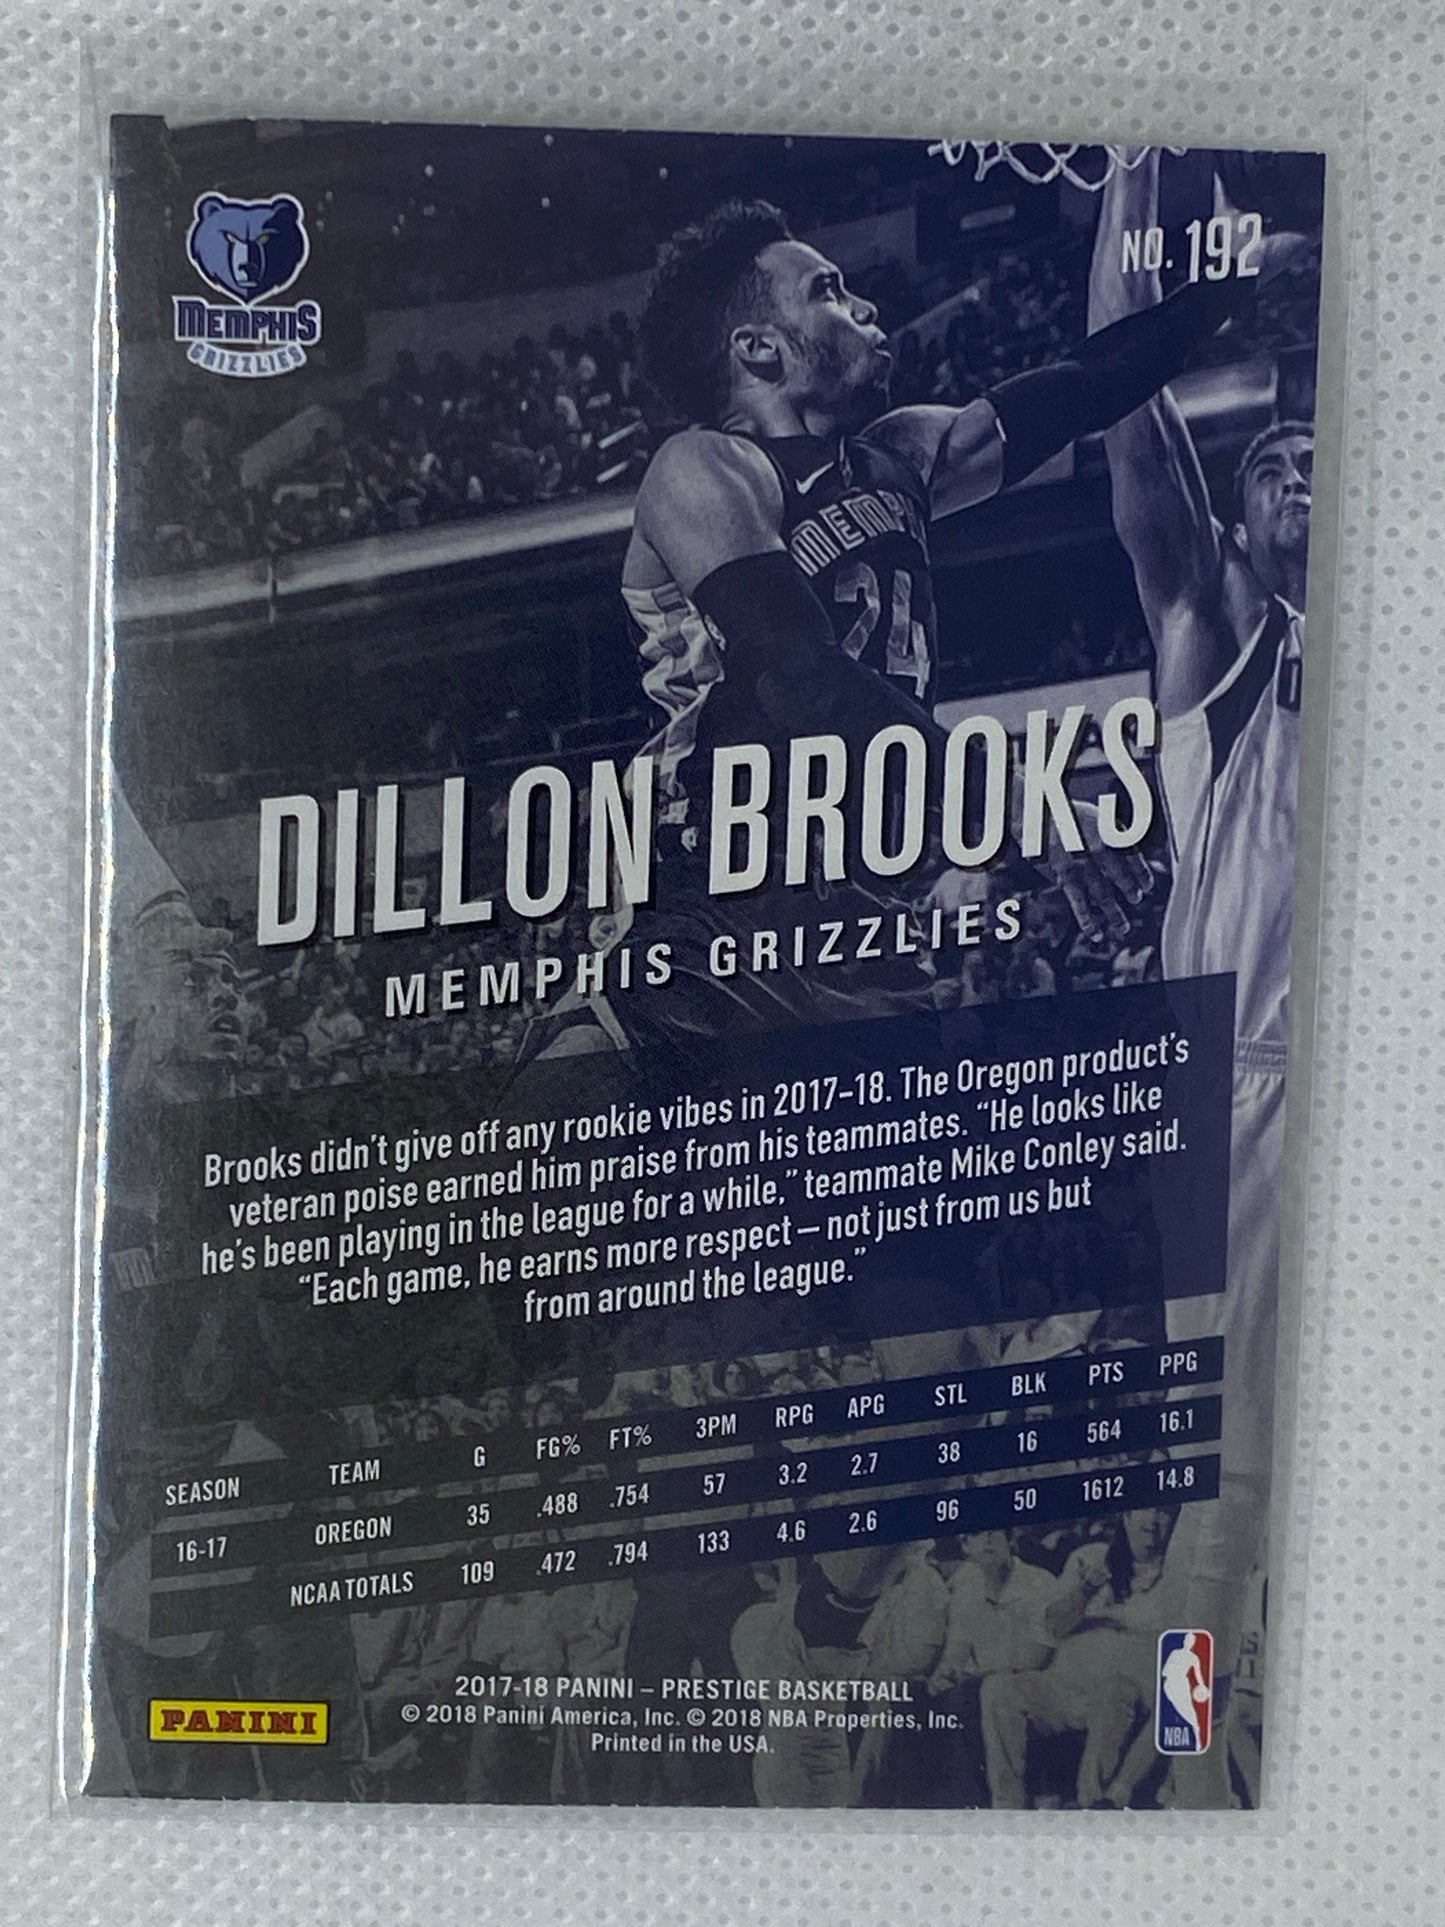 MEMPHIS
GRIZZLIES
NO. 192
MEMP
24
DILLON BROOKS
MEMPHIS GRIZZLIES
Brooks didn't give off any rookie vibes in 2017–18. The Oregon product's
veteran poise earned him praise from his teammates. “He looks like
he's been playing in the league for a while,” teammate Mike Conley said.
“Each game, he earns more respect — not just from us but
from around the league.”
SEASON TEAM G FG% FT% 3PM RPG APG STL BLK PTS PPG
16-17 OREGON 35 .488 .754 57 3.2 2.7 38 16 564 16.1
NCAA TOTALS 109 .472 .794 133 4.6 2.6 96 50 1612 14.8
2017-18 PANINI – PRESTIGE BASKETBALL
© 2018 Panini America, Inc. © 2018 NBA Properties, Inc.
Printed in the USA.
PANINI
NBA